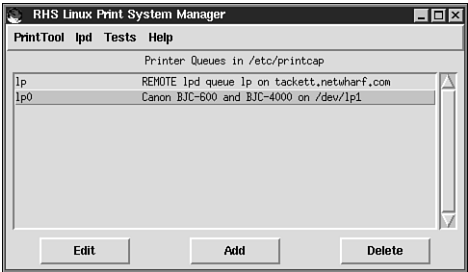 RHS Linux Print System Manager
PrintTool lpd Tests Help
Printer Queues in /etc/printcap
lp REMOTE lpd queue lp on tackett.netwharf.com
lp0 Canon BJC-600 and BJC-4000 on /dev/lp1
Edit Add Delete